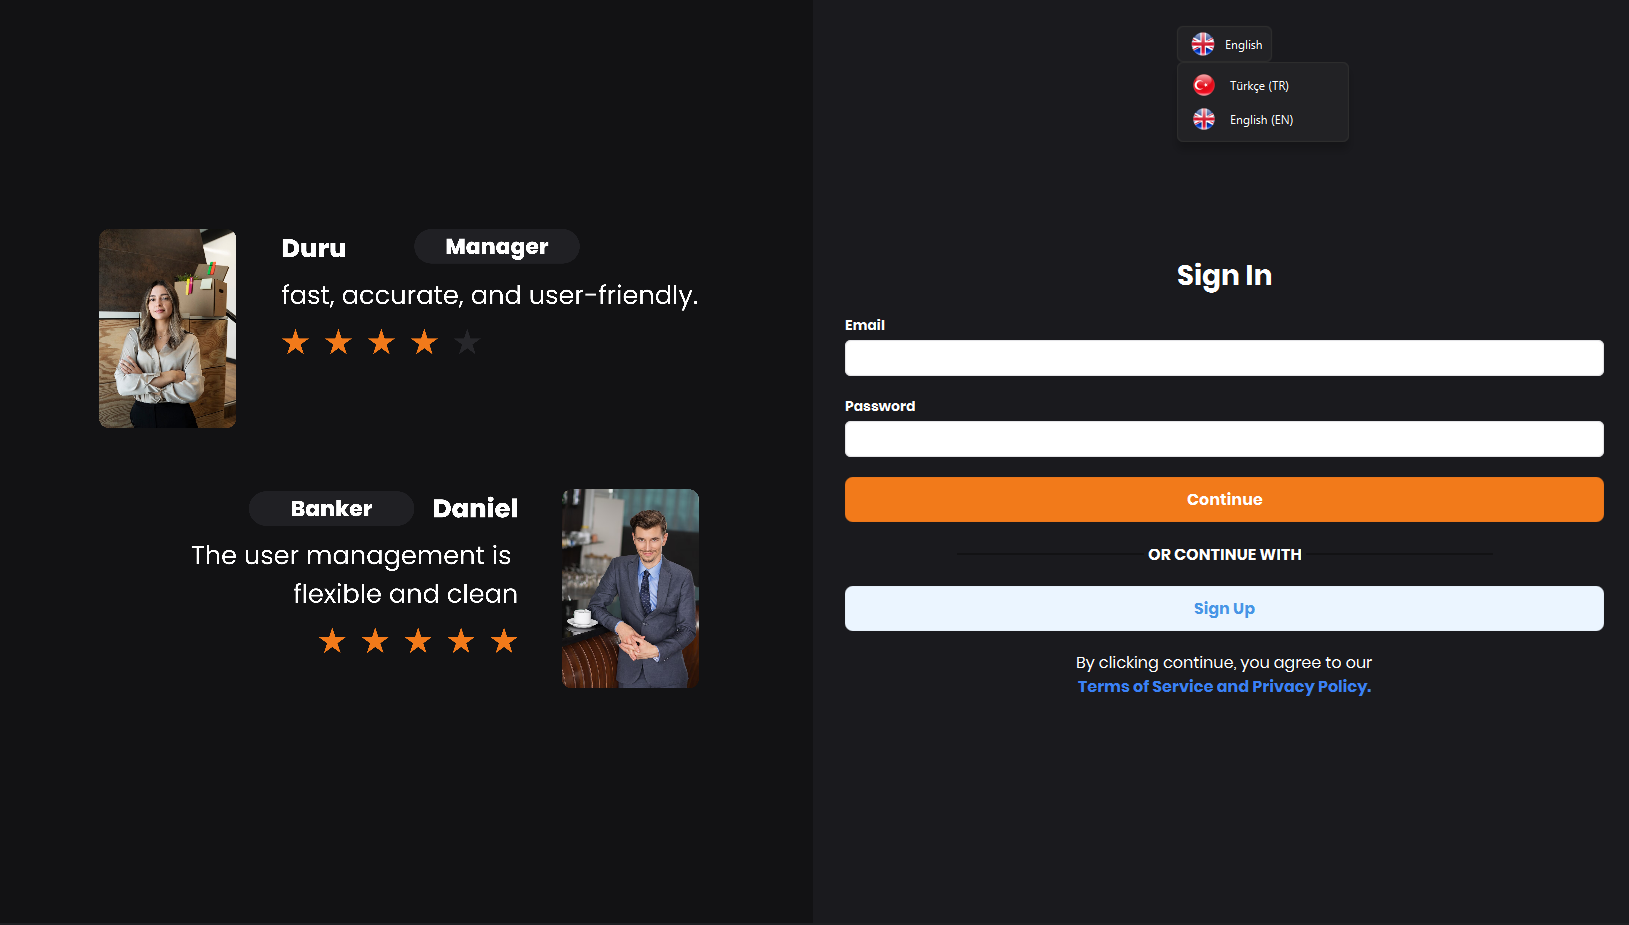 Duru
Manager
fast, accurate, and user-friendly.
Banker
Daniel
The user management is
flexible and clean
English
Türkçe (TR)
English (EN)
Sign In
Email
Password
Continue
OR CONTINUE WITH
Sign Up
By clicking continue, you agree to our
Terms of Service and Privacy Policy.